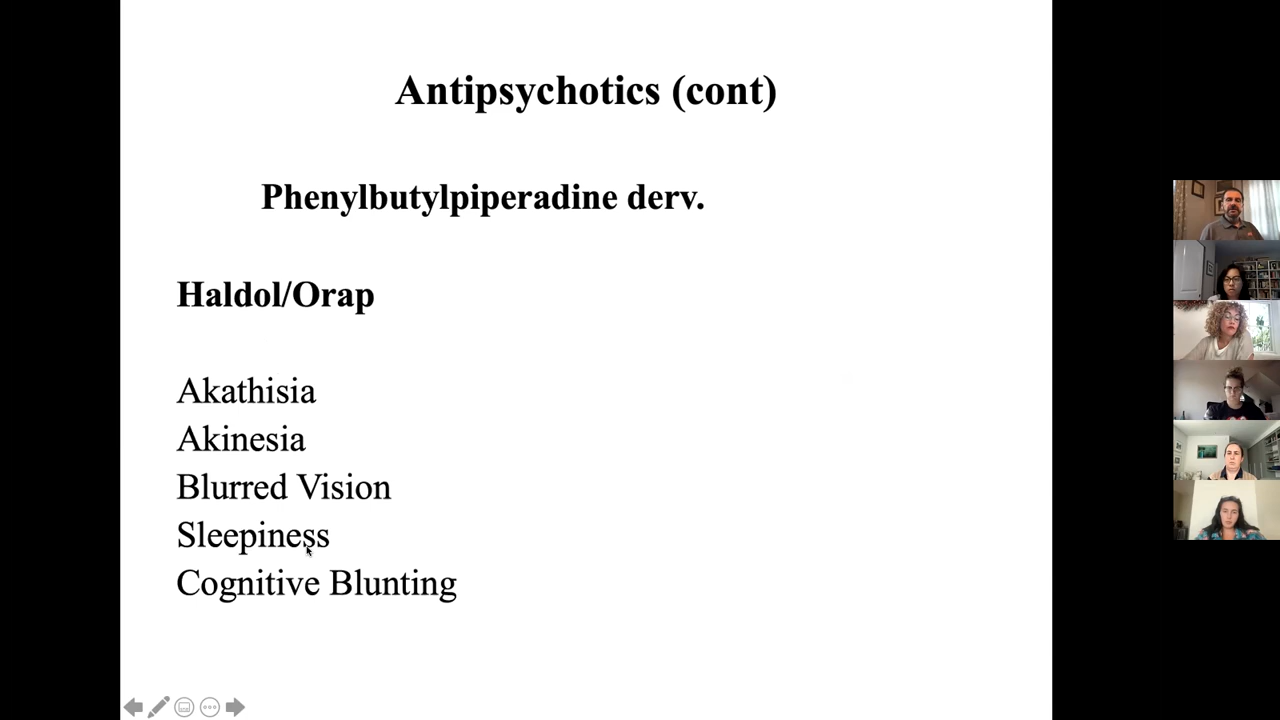 Antipsychotics (cont)
Phenylbutylpiperadine derv.
Haldol/Orap
Akathisia
Akinesia
Blurred Vision
Sleepiness
Cognitive Blunting